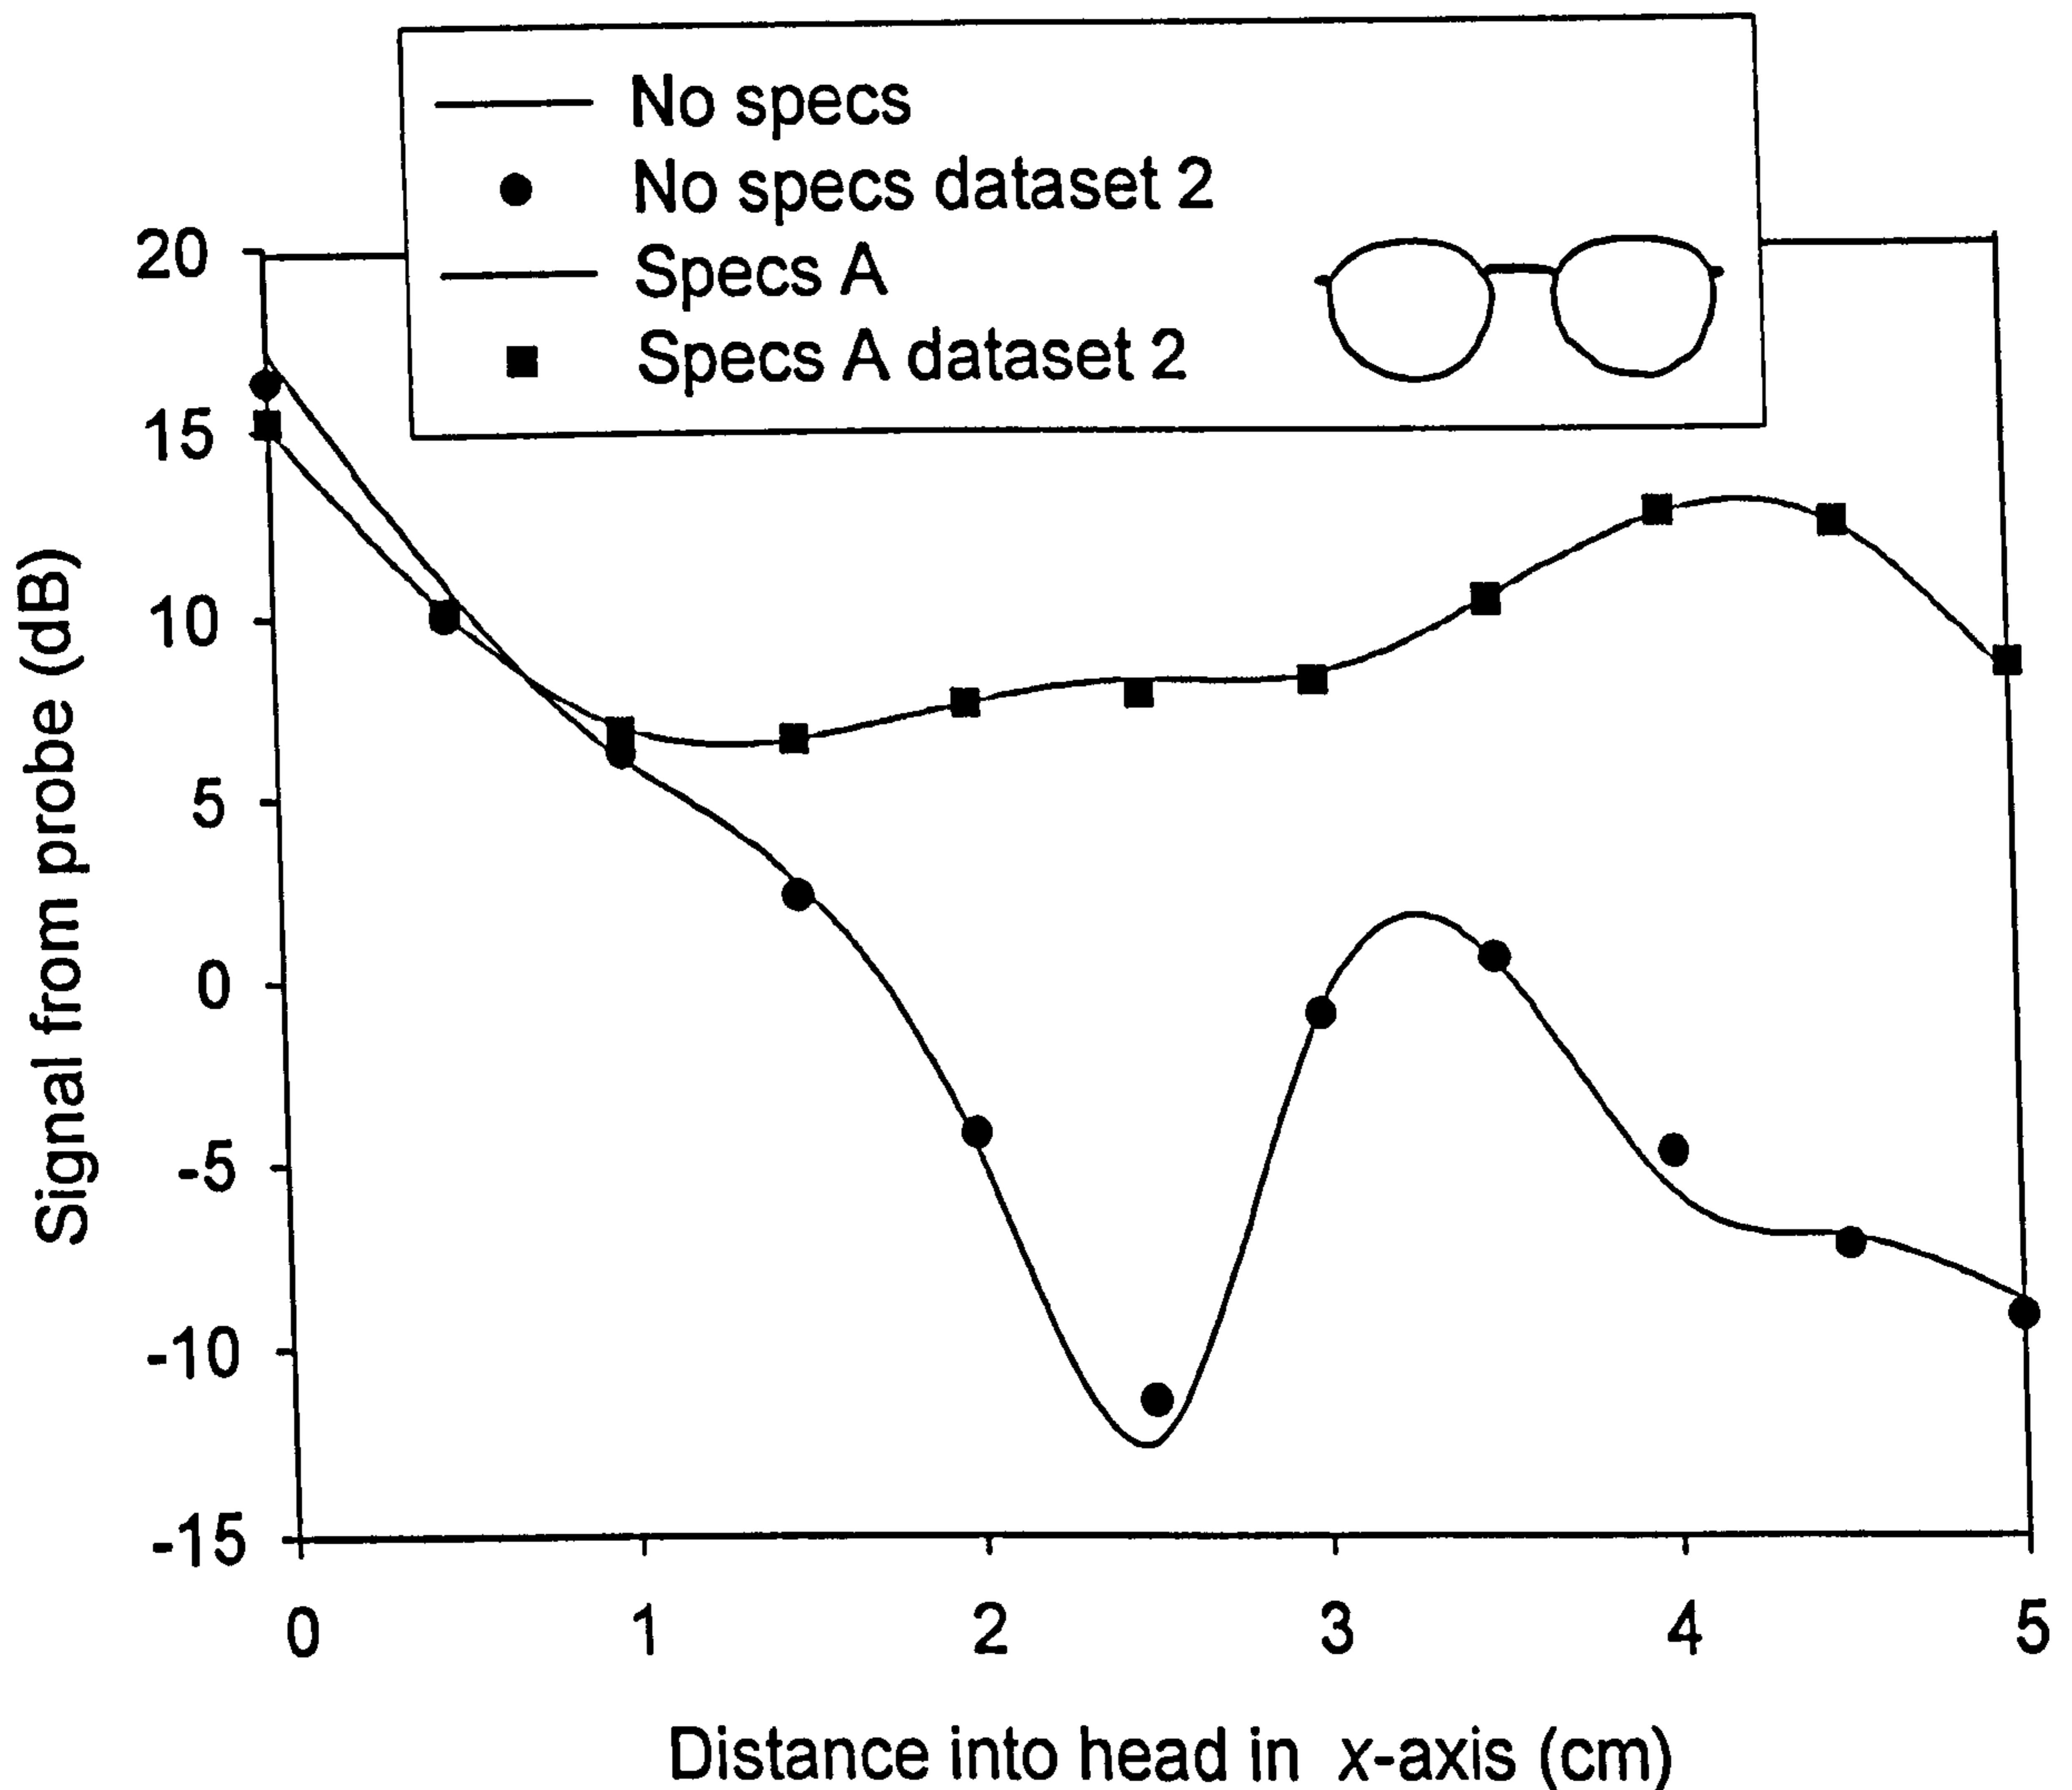 No specs
No specs dataset 2
Specs A
Specs A dataset 2
20
15
10
5
0
-5
-10
-15
Signal from probe (dB)
0 1 2 3 4 5
Distance into head in x-axis (cm)